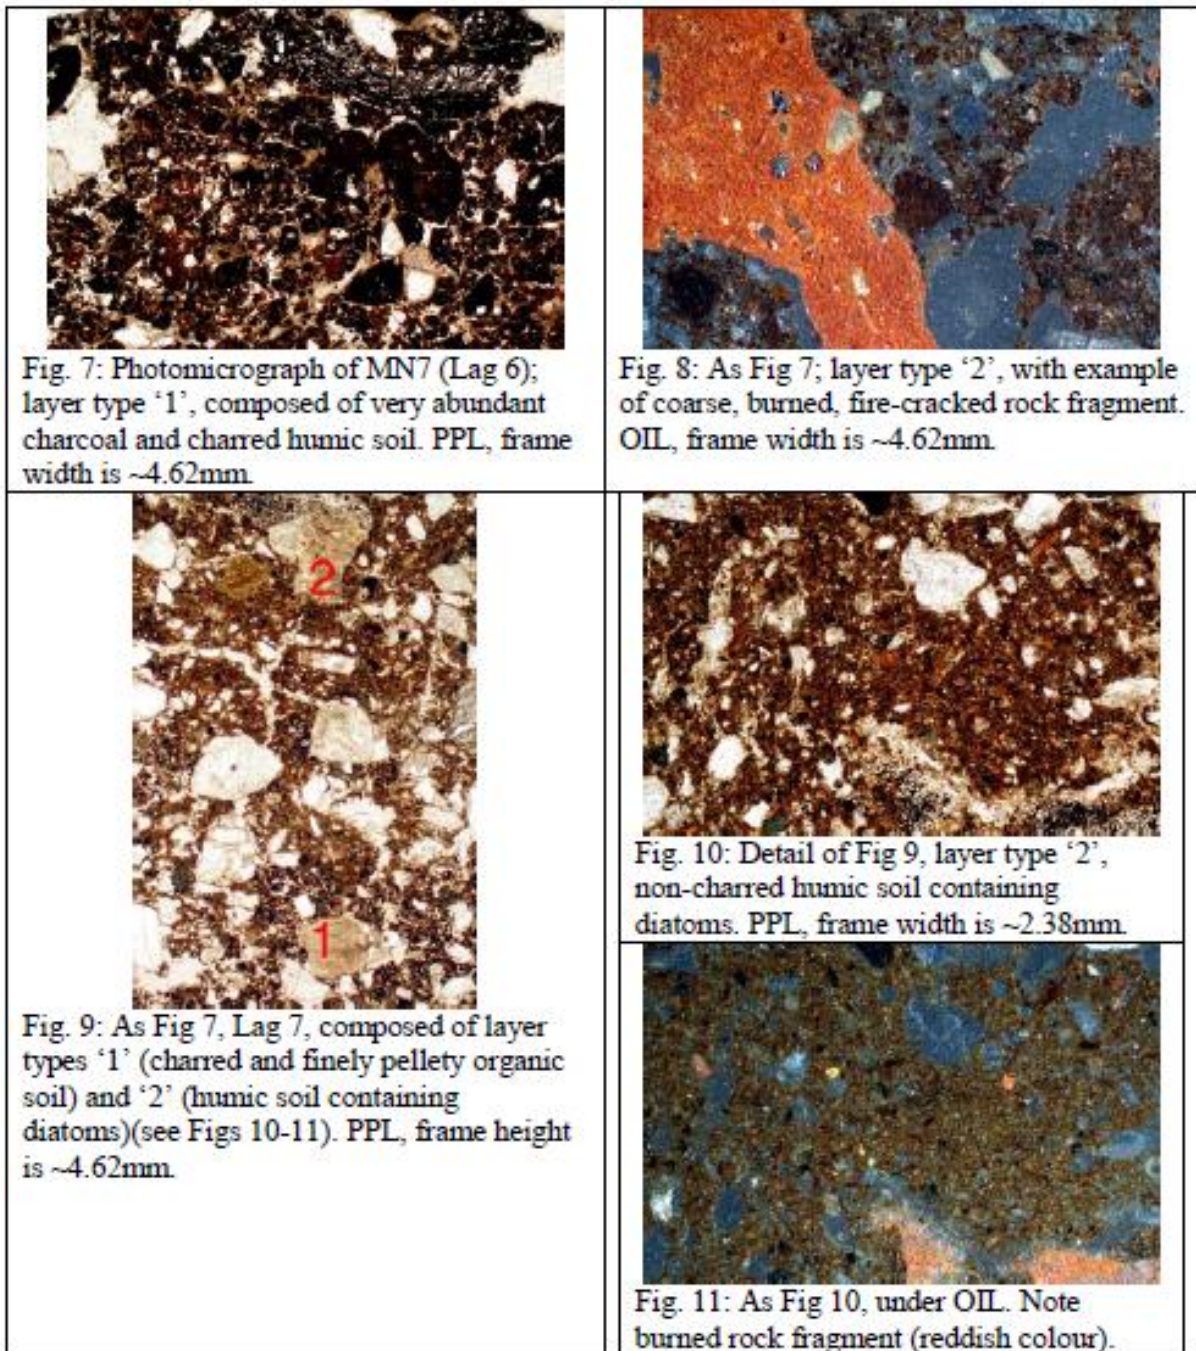 Fig. 7: Photomicrograph of MN7 (Lag 6);
layer type ‘1’, composed of very abundant
charcoal and charred humic soil. PPL, frame
width is ~4.62mm.
Fig. 8: As Fig 7; layer type ‘2’, with example
of coarse, burned, fire-cracked rock fragment.
OIL, frame width is ~4.62mm.
2
1
Fig. 9: As Fig 7, Lag 7, composed of layer
types ‘1’ (charred and finely pellety organic
soil) and ‘2’ (humic soil containing
diatoms)(see Figs 10-11). PPL, frame height
is ~4.62mm.
Fig. 10: Detail of Fig 9, layer type ‘2’,
non-charred humic soil containing
diatoms. PPL, frame width is ~2.38mm.
Fig. 11: As Fig 10, under OIL. Note
burned rock fragment (reddish colour).